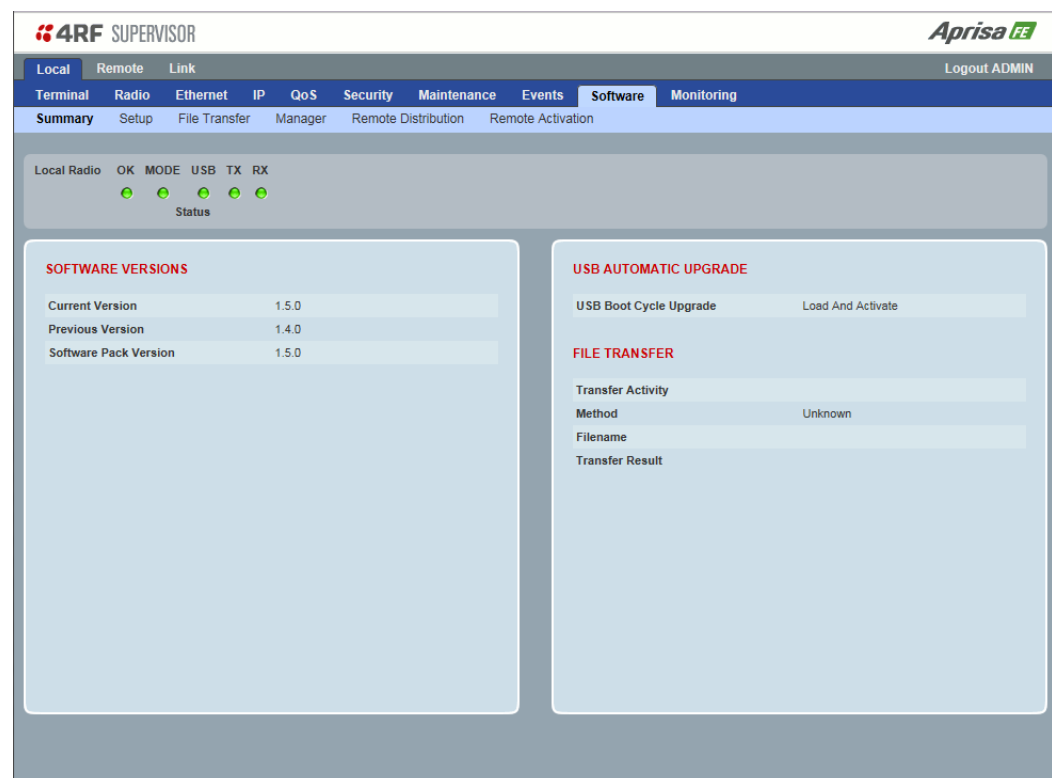 4RF SUPERVISOR
Aprisa FE
Local Remote Link Logout ADMIN
Terminal Radio Ethernet IP QoS Security Maintenance Events Software Monitoring
Summary Setup File Transfer Manager Remote Distribution Remote Activation
Local Radio OK MODE USB TX RX
Status
SOFTWARE VERSIONS
Current Version 1.5.0
Previous Version 1.4.0
Software Pack Version 1.5.0
USB AUTOMATIC UPGRADE
USB Boot Cycle Upgrade Load And Activate
FILE TRANSFER
Transfer Activity
Method Unknown
Filename
Transfer Result